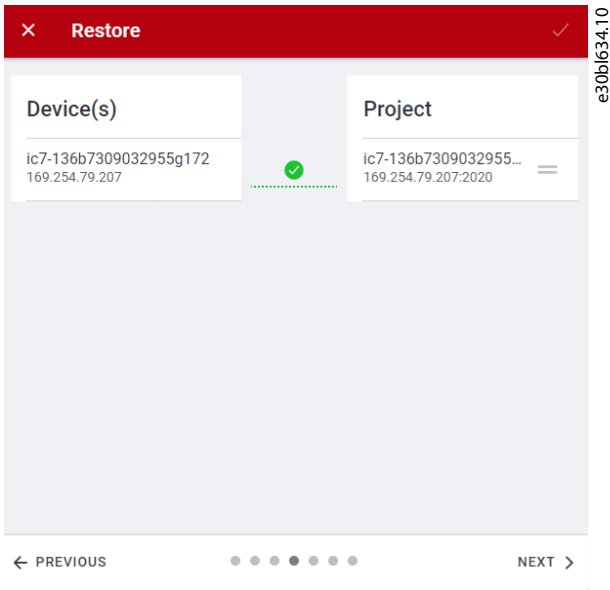 Restore
Device(s)
ic7-136b7309032955g172
169.254.79.207
Project
ic7-136b7309032955...
169.254.79.207:2020
PREVIOUS
NEXT
e30bl634.10